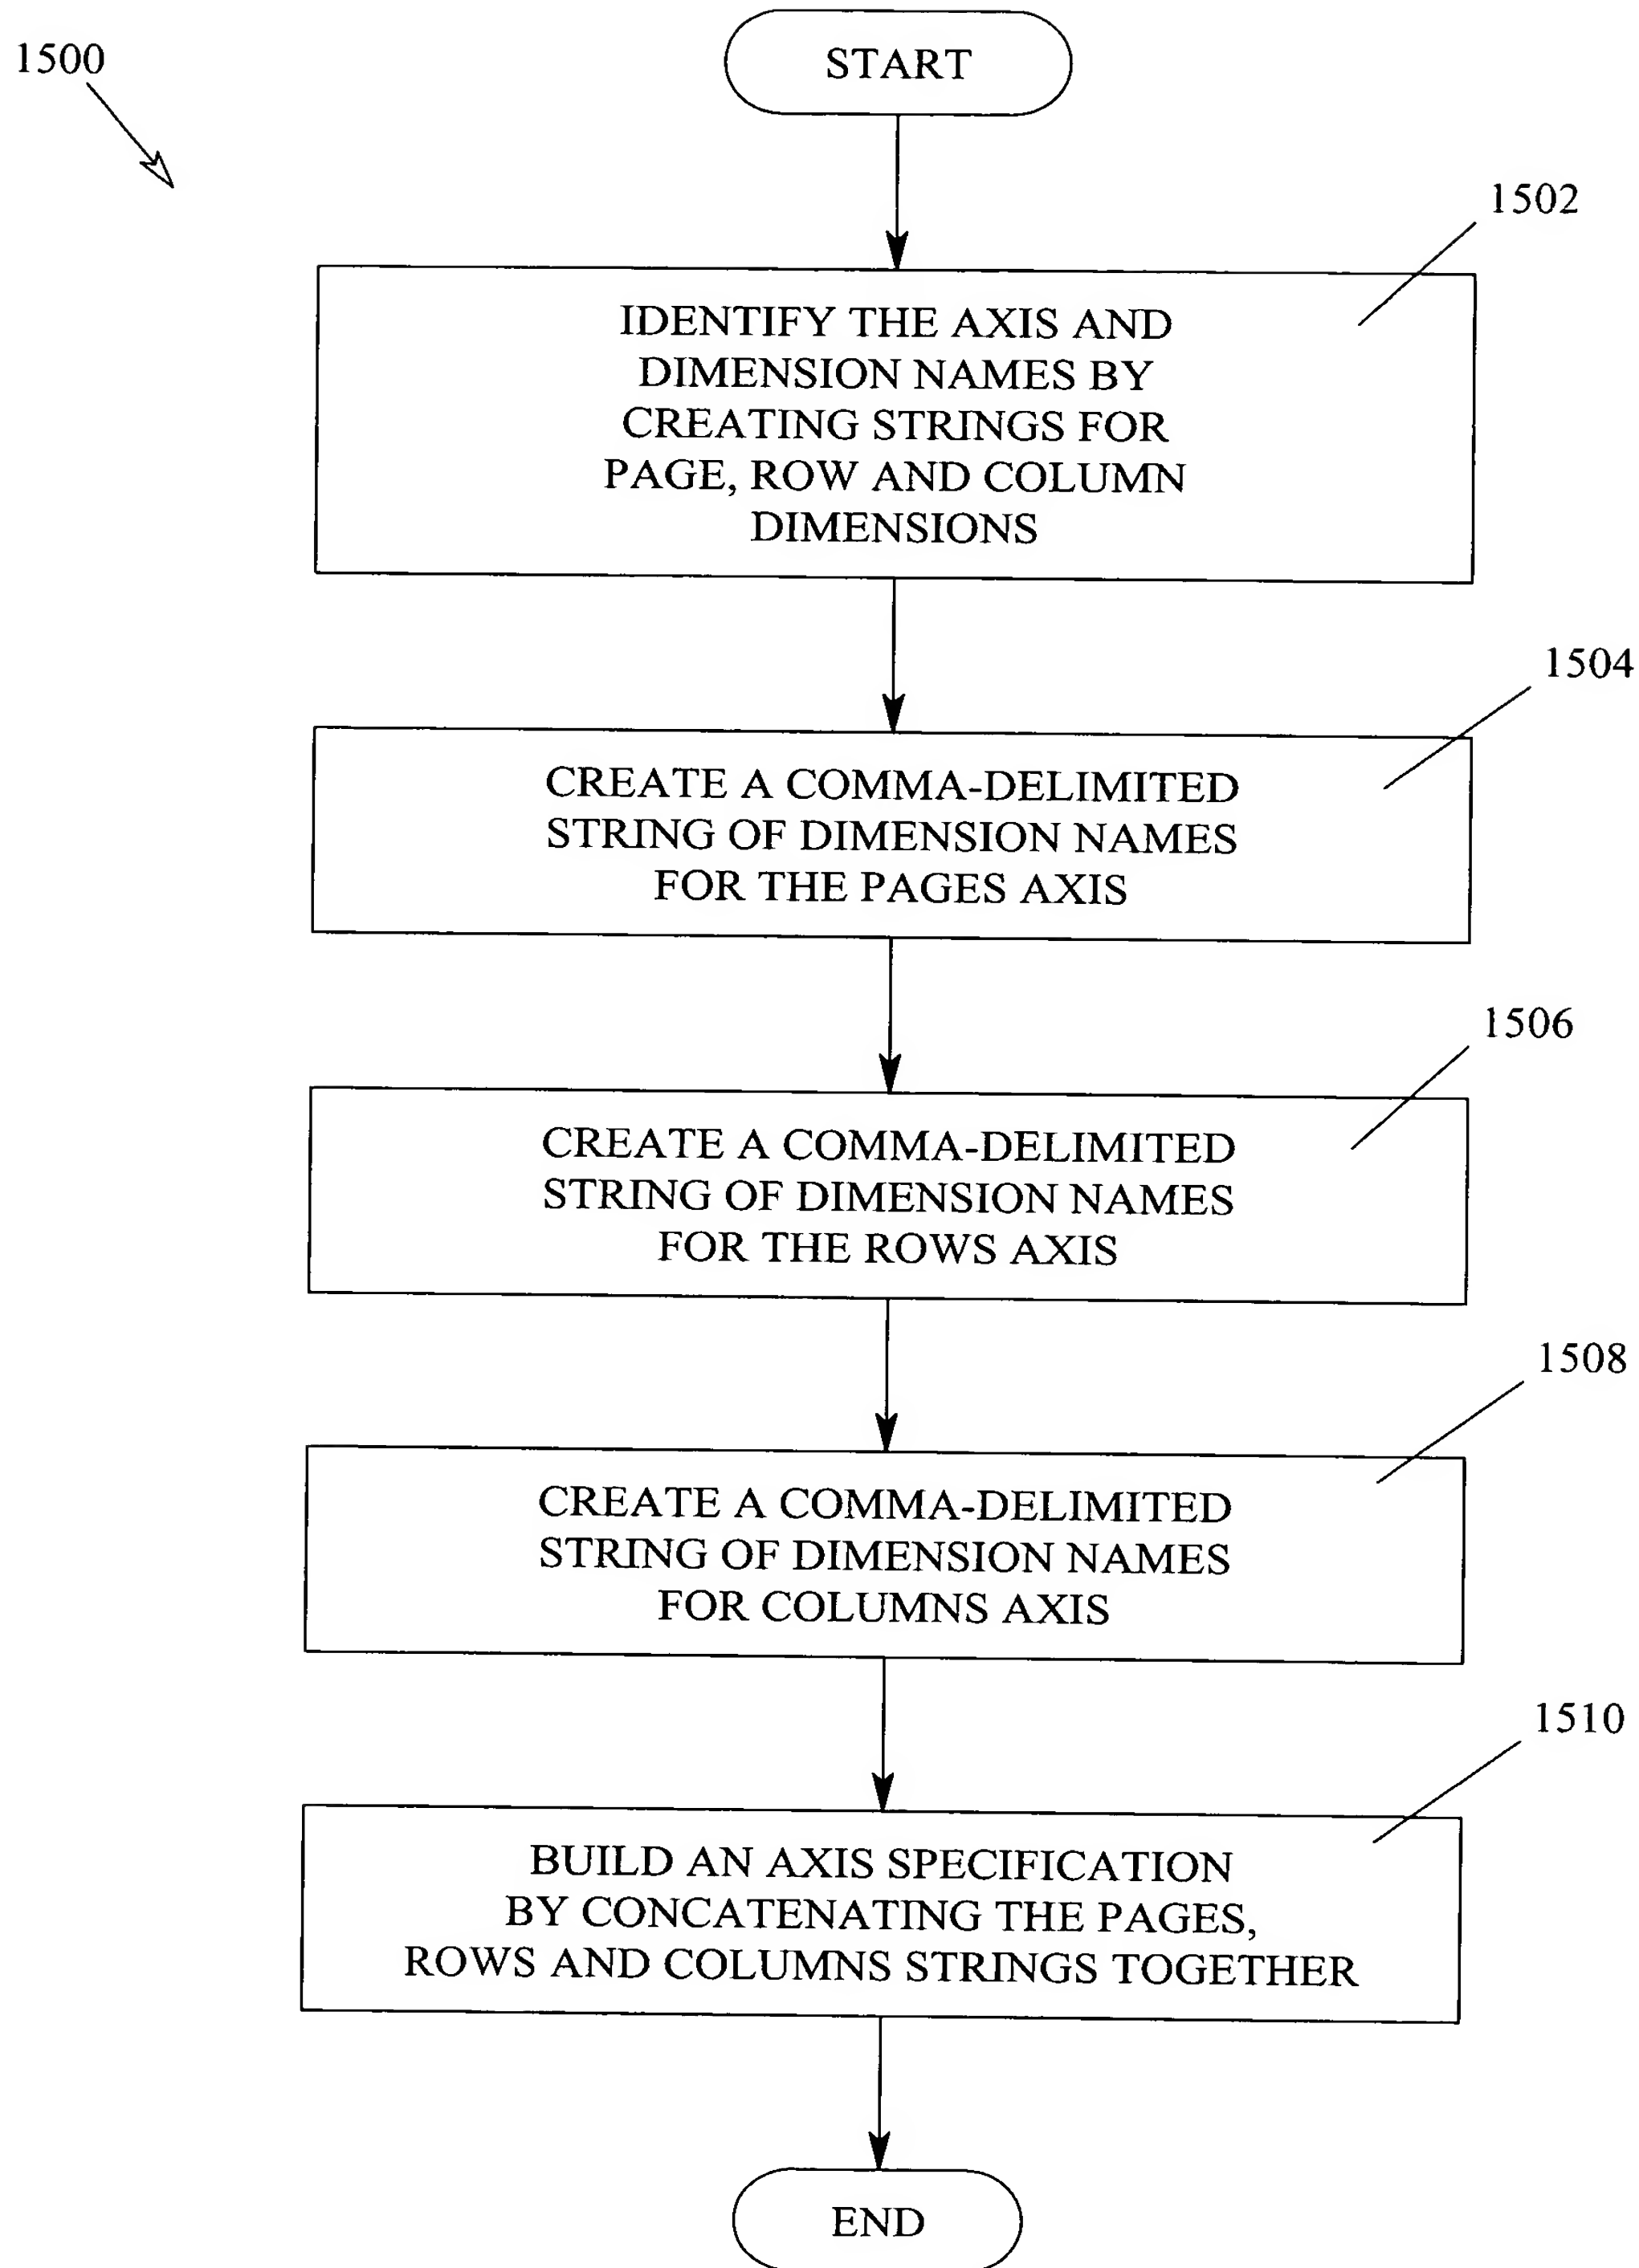 1500
START
1502
IDENTIFY THE AXIS AND
DIMENSION NAMES BY
CREATING STRINGS FOR
PAGE, ROW AND COLUMN
DIMENSIONS
1504
CREATE A COMMA-DELIMITED
STRING OF DIMENSION NAMES
FOR THE PAGES AXIS
1506
CREATE A COMMA-DELIMITED
STRING OF DIMENSION NAMES
FOR THE ROWS AXIS
1508
CREATE A COMMA-DELIMITED
STRING OF DIMENSION NAMES
FOR COLUMNS AXIS
1510
BUILD AN AXIS SPECIFICATION
BY CONCATENATING THE PAGES,
ROWS AND COLUMNS STRINGS TOGETHER
END